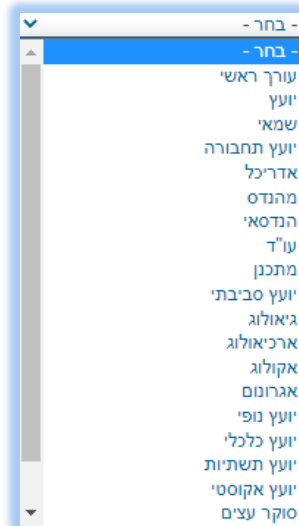 - בחר -
- בחר -
עורך ראשי
יועץ
שמאי
יועץ תחבורה
אדריכל
מהנדס
הנדסאי
עו"ד
מתכנן
יועץ סביבתי
גיאולוג
ארכיאולוג
אקולוג
אגרונום
יועץ נופי
יועץ כלכלי
יועץ תשתיות
יועץ אקוסטי
סוקר עצים